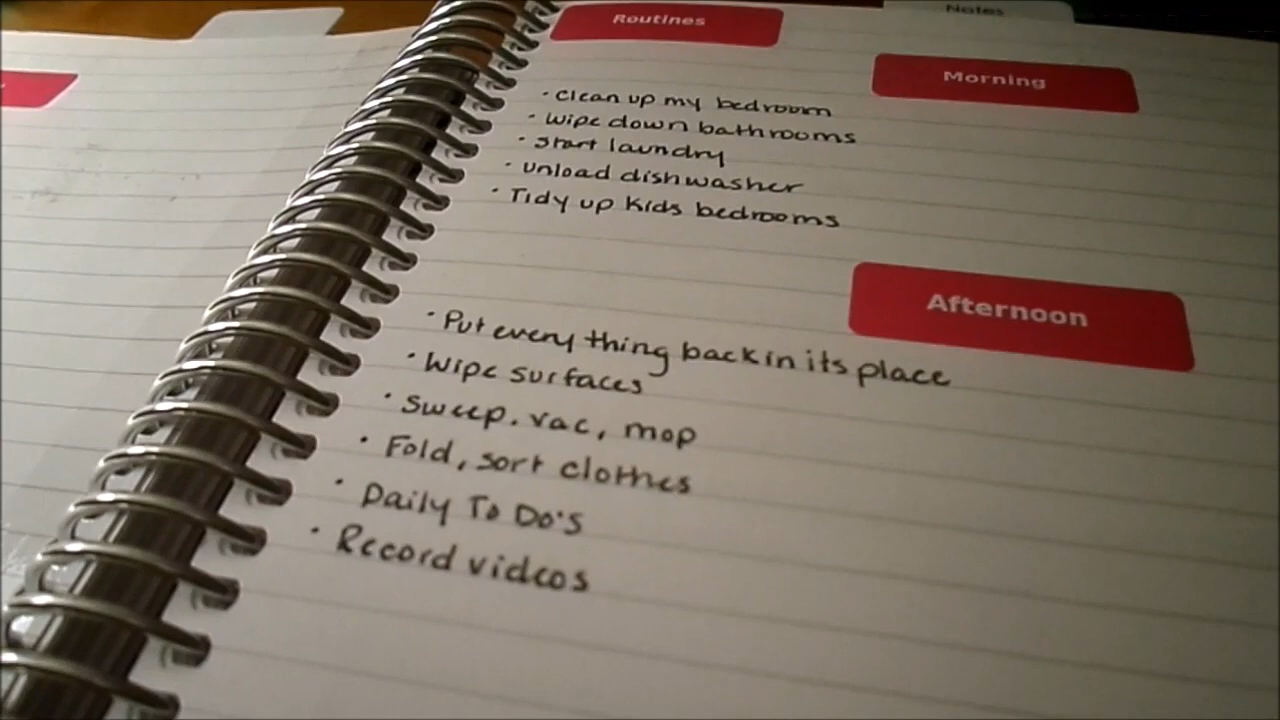 Notes
Routines
Morning
· Clean up my bedroom
· Wipe down bathrooms
· Start laundry
· Unload dishwasher
· Tidy up Kids bedrooms
Afternoon
· Put every thing back in its place
· Wipe surfaces
· Sweep. vac, mop
· Fold, sort clothes
· Daily To Do's
· Record videos